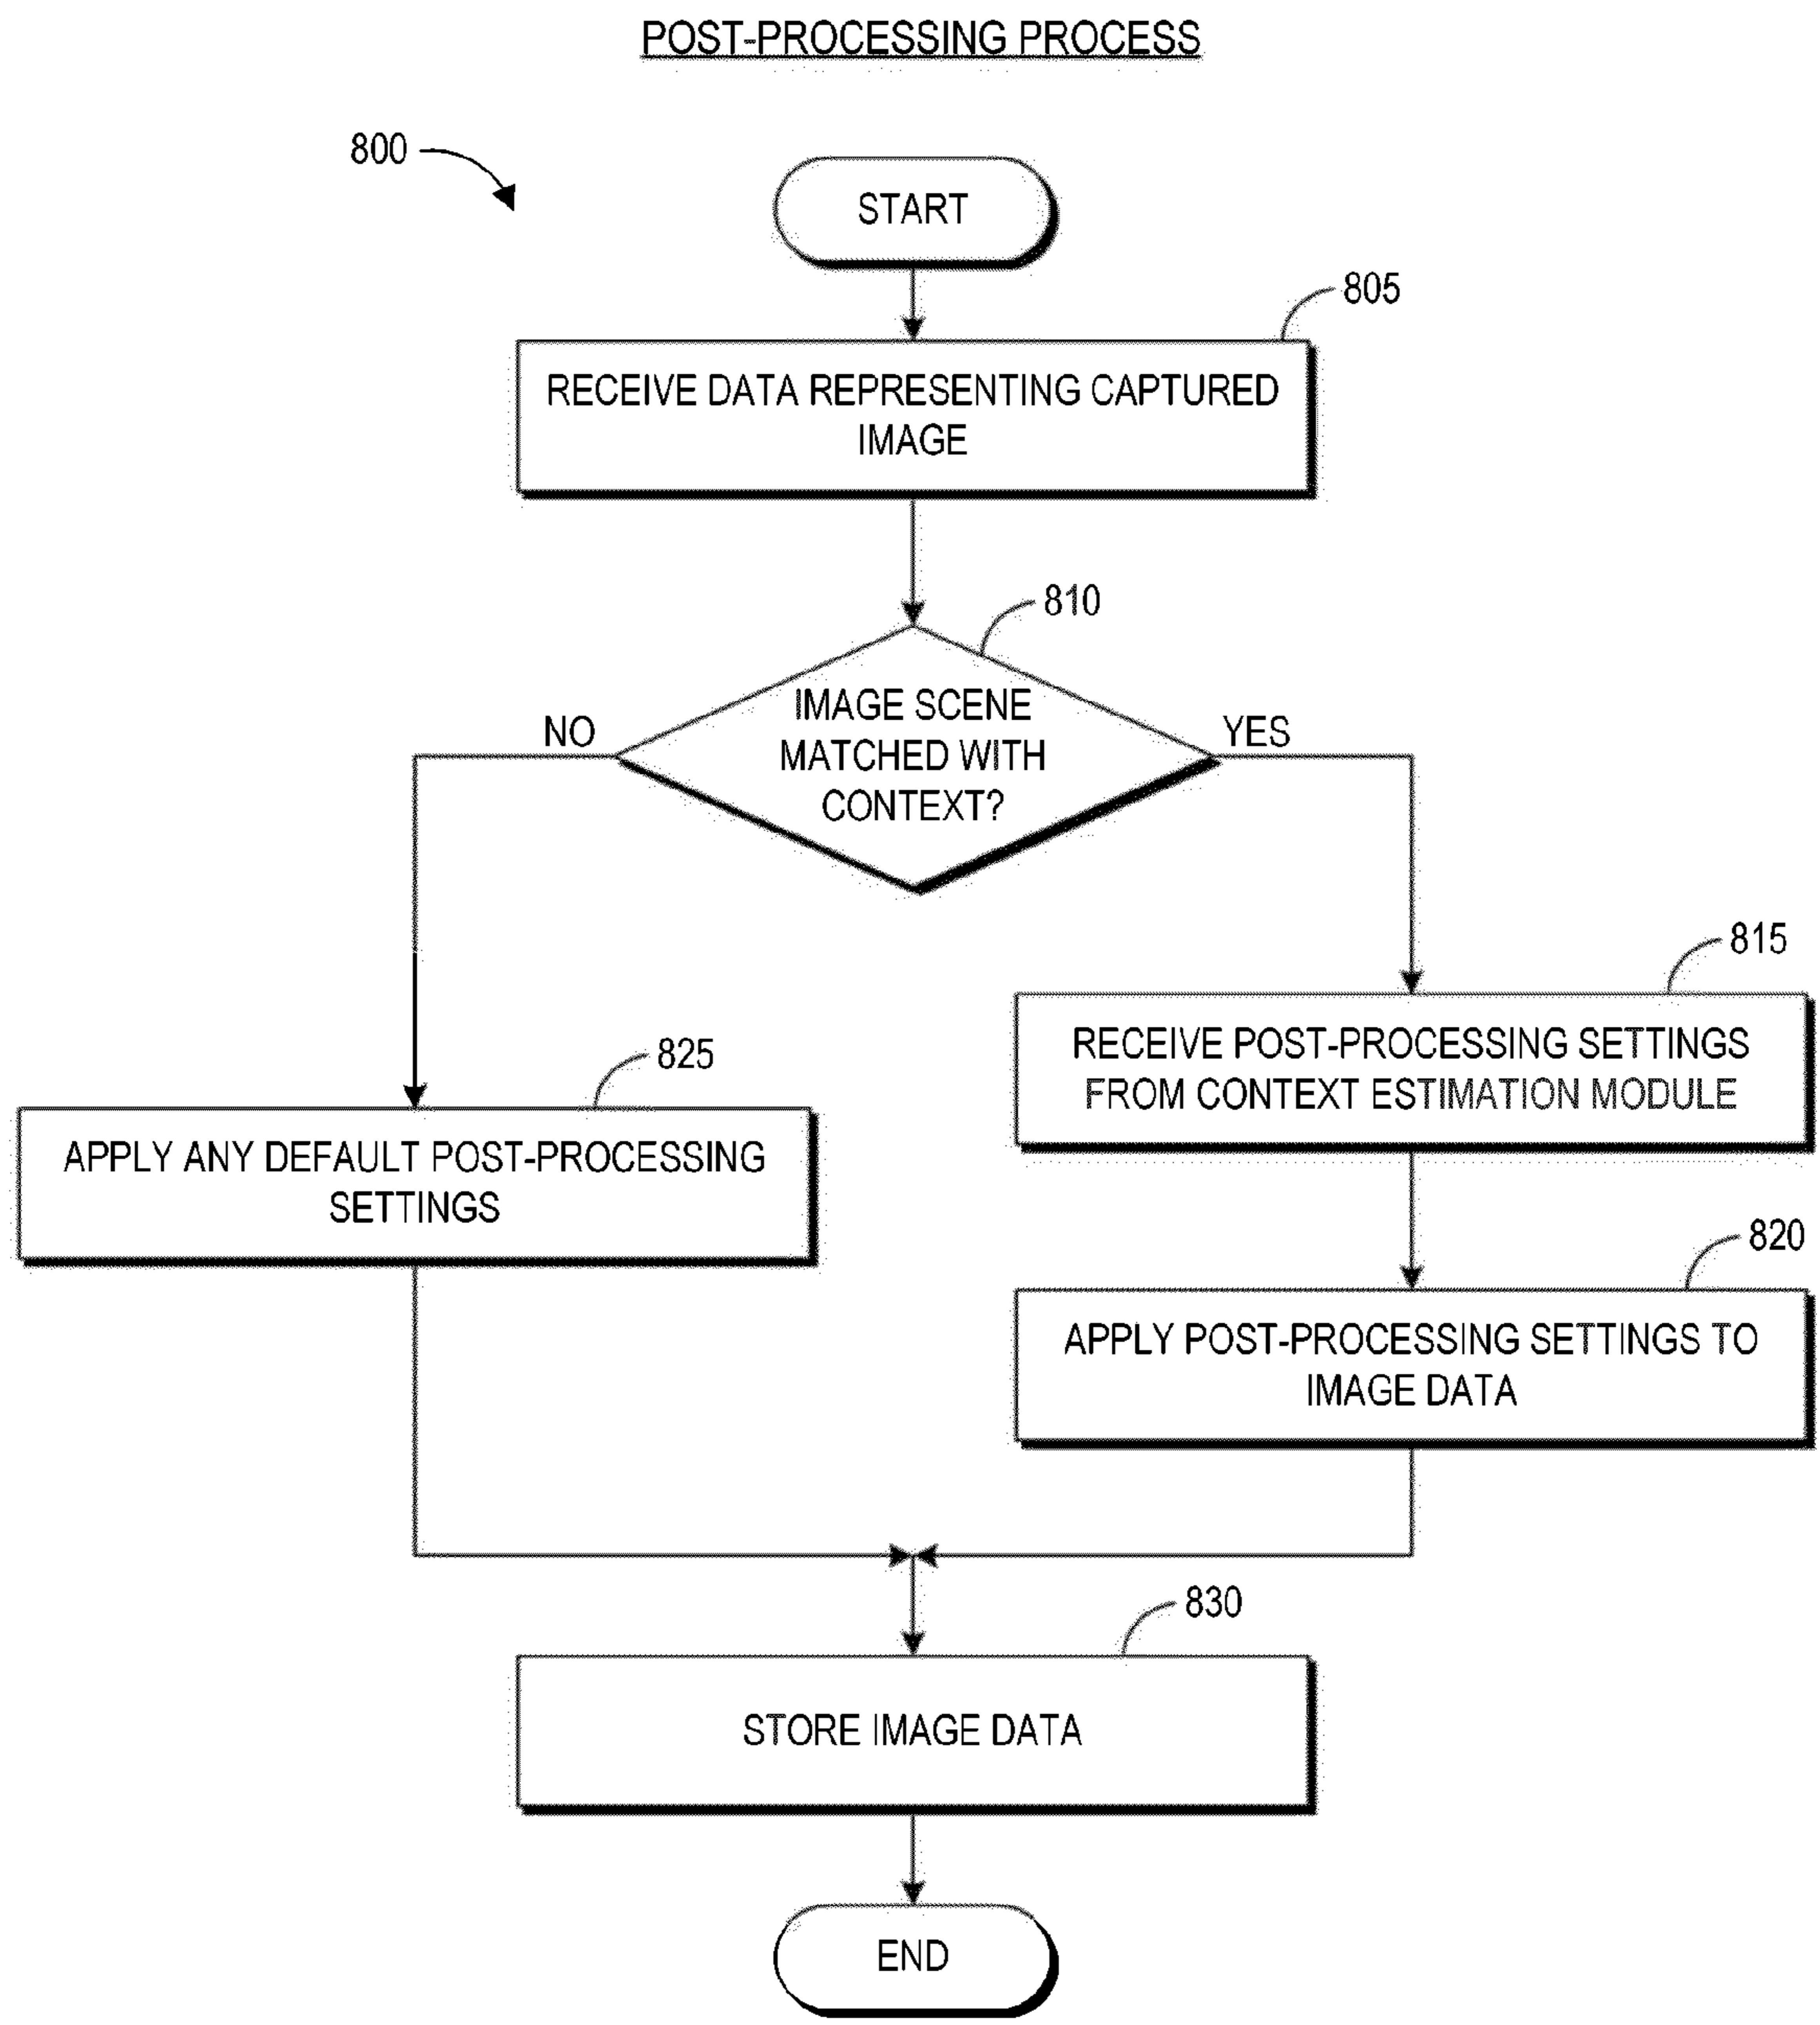 POST-PROCESSING PROCESS
800
START
805
RECEIVE DATA REPRESENTING CAPTURED
IMAGE
810
IMAGE SCENE
MATCHED WITH
CONTEXT?
NO
YES
815
RECEIVE POST-PROCESSING SETTINGS
FROM CONTEXT ESTIMATION MODULE
825
APPLY ANY DEFAULT POST-PROCESSING
SETTINGS
820
APPLY POST-PROCESSING SETTINGS TO
IMAGE DATA
830
STORE IMAGE DATA
END